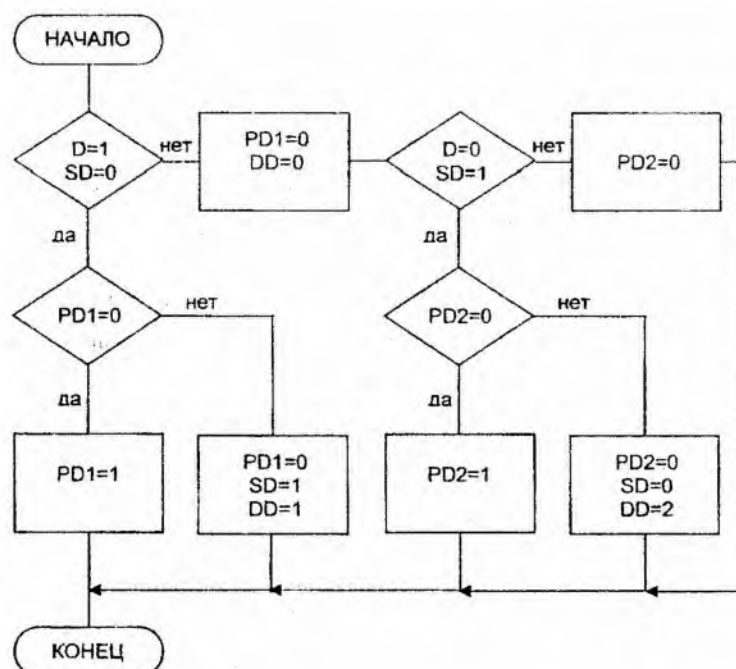 НАЧАЛО
D=1
SD=0
нет
PD1=0
DD=0
D=0
SD=1
нет
PD2=0
да
да
PD1=0
нет
PD2=0
нет
да
да
PD1=1
PD1=0
SD=1
DD=1
PD2=1
PD2=0
SD=0
DD=2
КОНЕЦ